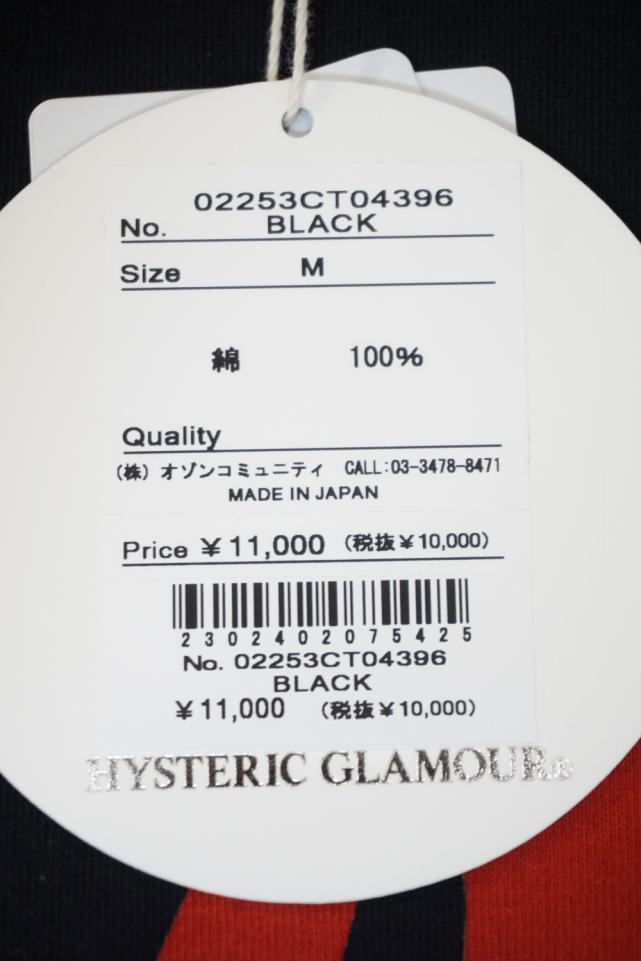 02253CT04396
No. BLACK
Size M
綿 100%
Quality
(株) オゾンコミュニティ CALL:03-3478-8471
MADE IN JAPAN
Price ¥11,000 (税抜¥10,000)
2302402075425
No. 02253CT04396
BLACK
¥11,000 (税抜¥10,000)
HYSTERIC GLAMOUR®